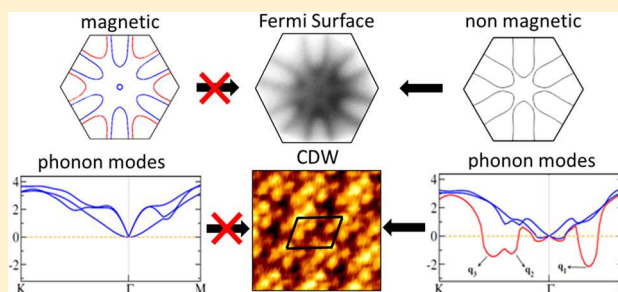 magnetic
Fermi Surface
non magnetic
phonon modes
CDW
phonon modes
4
2
0
-2
K
Γ
M
4
2
0
-2
q3
q2
q1
K
Γ
M